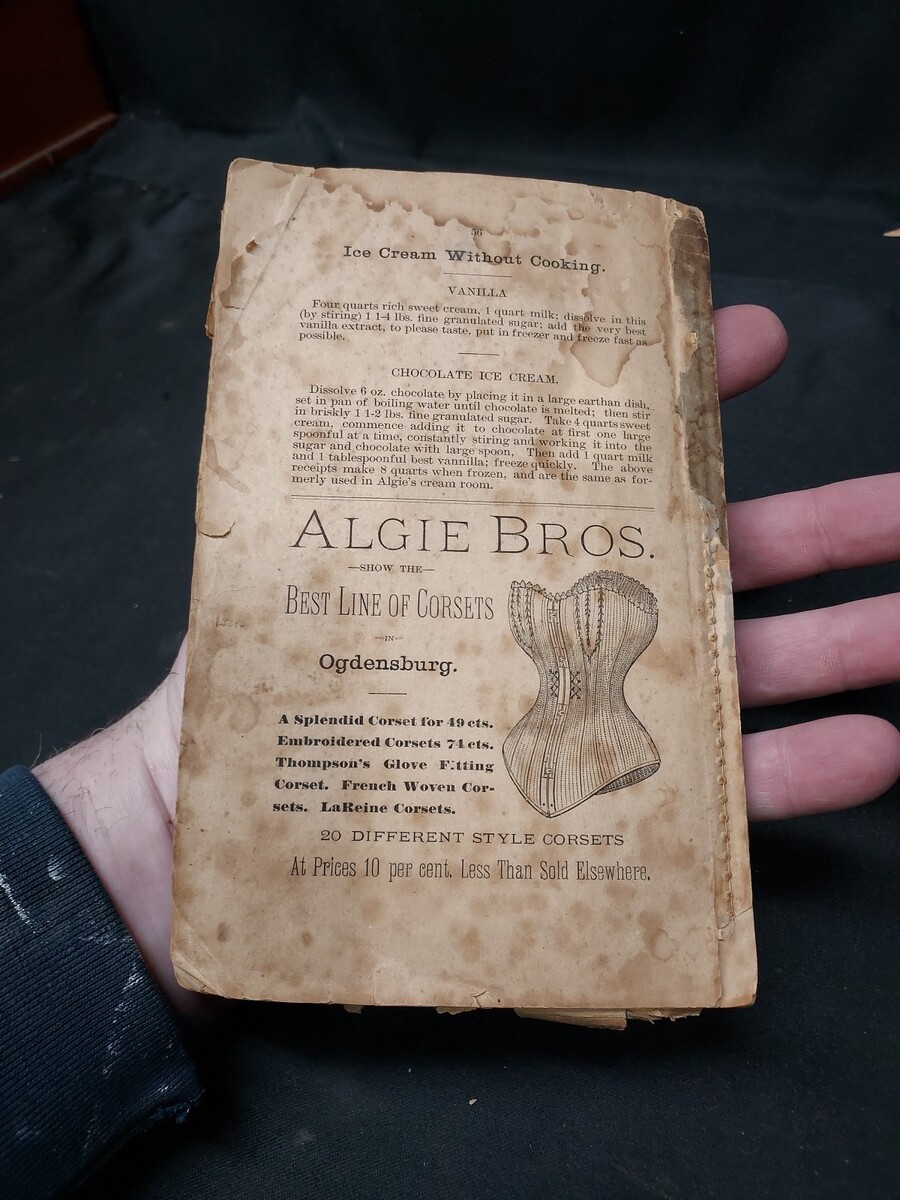 56
Ice Cream Without Cooking.
VANILLA
Four quarts rich sweet cream, 1 quart milk; dissolve in this
(by stiring) 1 1-4 lbs. fine granulated sugar; add the very best
vanilla extract, to please taste, put in freezer and freeze fast as
possible.
CHOCOLATE ICE CREAM.
Dissolve 6 oz. chocolate by placing it in a large earthan dish,
set in pan of boiling water until chocolate is melted; then stir
in briskly 1 1-2 lbs. fine granulated sugar. Take 4 quarts sweet
cream, commence adding it to chocolate at first one large
spoonful at a time, constantly stiring and working it into the
sugar and chocolate with large spoon. Then add 1 quart milk
and 1 tablespoonful best vannilla; freeze quickly. The above
receipts make 8 quarts when frozen, and are the same as for-
merly used in Algie's cream room.
ALGIE BROS.
—SHOW THE—
BEST LINE OF CORSETS
—IN—
Ogdensburg.
A Splendid Corset for 49 cts.
Embroidered Corsets 74 cts.
Thompson's Glove Fitting
Corset. French Woven Cor-
sets. LaReine Corsets.
20 DIFFERENT STYLE CORSETS
At Prices 10 per cent. Less Than Sold Elsewhere.